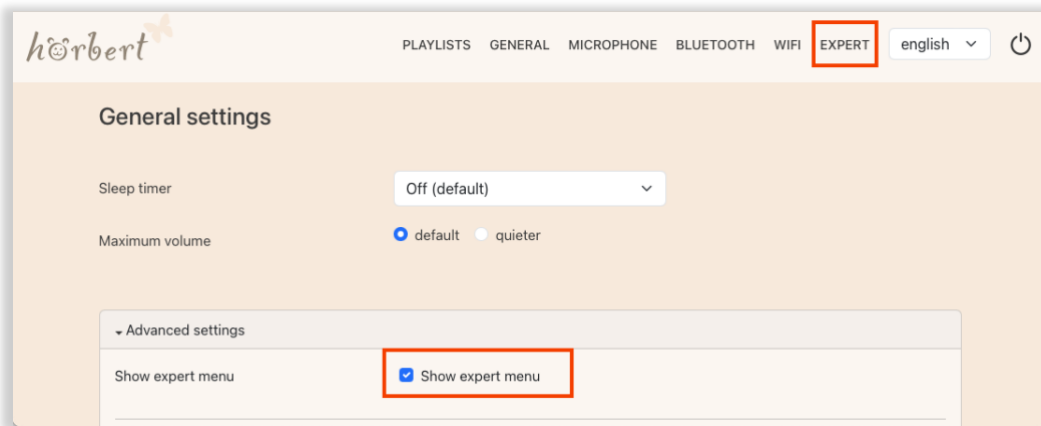 hörbert
PLAYLISTS GENERAL MICROPHONE BLUETOOTH WIFI EXPERT english
General settings
Sleep timer Off (default)
Maximum volume default quieter
Advanced settings
Show expert menu Show expert menu